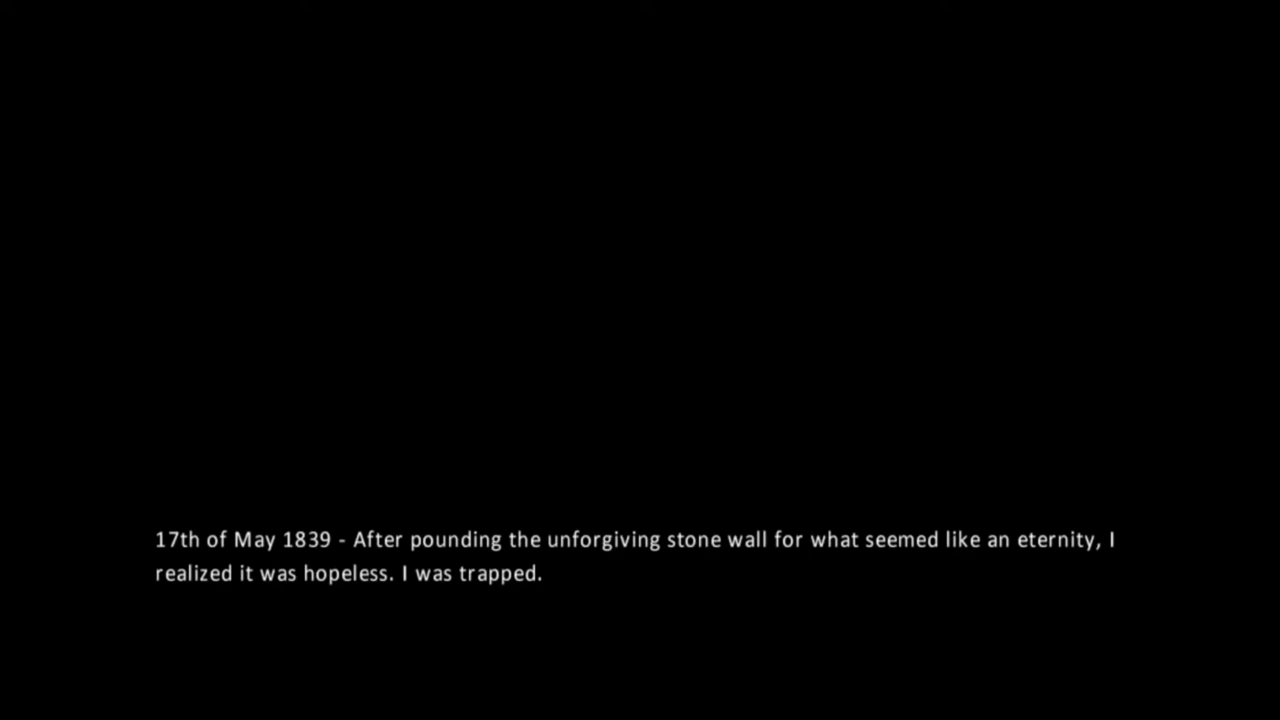 17th of May 1839 - After pounding the unforgiving stone wall for what seemed like an eternity, I
realized it was hopeless. I was trapped.